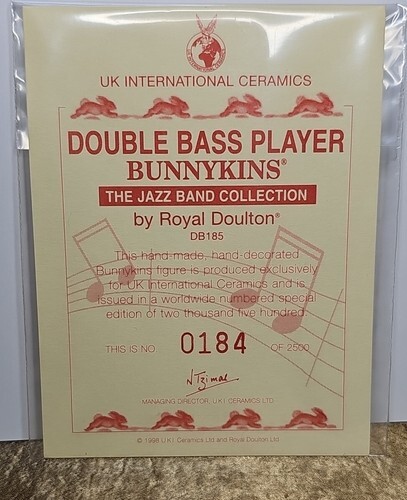 UK INTERNATIONAL CERAMICS
DOUBLE BASS PLAYER
BUNNYKINS®
THE JAZZ BAND COLLECTION
by Royal Doulton®
DB185
This hand-made, hand-decorated
Bunnykins figure is produced exclusively
for UK International Ceramics and is
issued in a worldwide numbered special
edition of two thousand five hundred.
THIS IS NO 0184 OF 2500
MANAGING DIRECTOR, U.K.I. CERAMICS LTD
© 1998 U.K.I. Ceramics Ltd and Royal Doulton Ltd